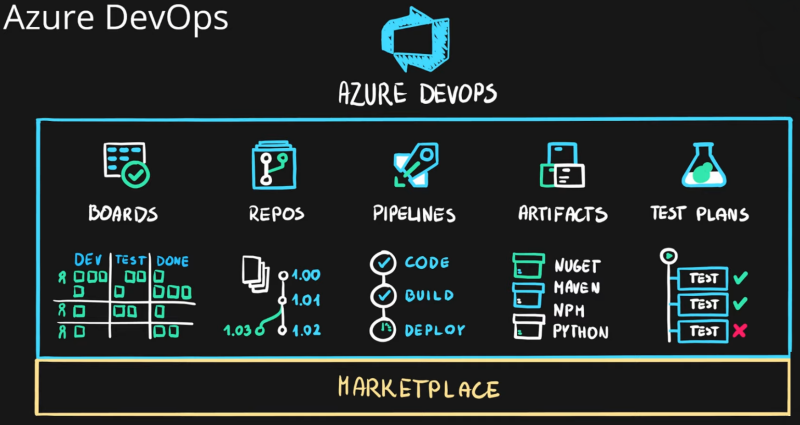 Azure DevOps
AZURE DEVOPS
BOARDS
REPOS
PIPELINES
ARTIFACTS
TEST PLANS
DEV
TEST
DONE
1.00
1.01
1.03
1.02
CODE
BUILD
DEPLOY
NUGET
MAVEN
NPM
PYTHON
TEST
TEST
TEST
MARKETPLACE